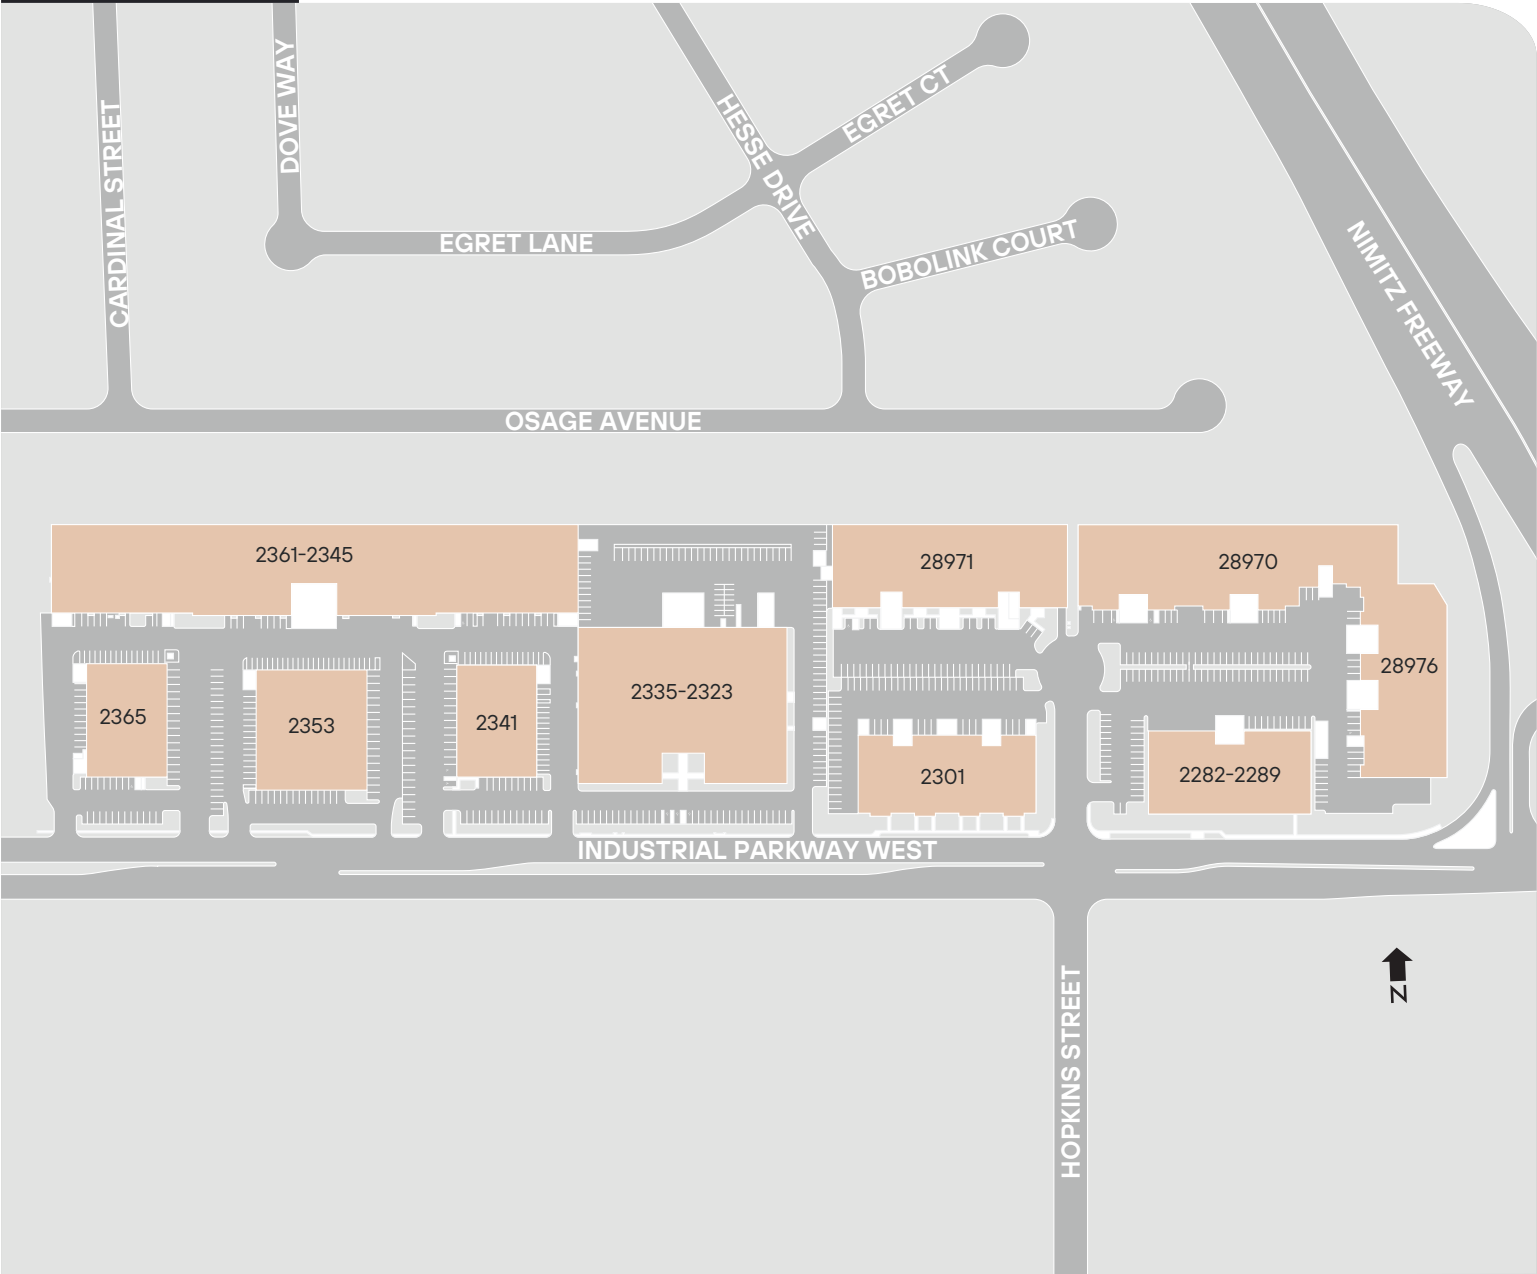 CARDINAL STREET
DOVE WAY
HESSE DRIVE
EGRET CT
EGRET LANE
BOBOLINK COURT
NIMITZ FREEWAY
OSAGE AVENUE
2361-2345
28971
28970
28976
2365
2353
2341
2335-2323
2301
2282-2289
INDUSTRIAL PARKWAY WEST
HOPKINS STREET
N